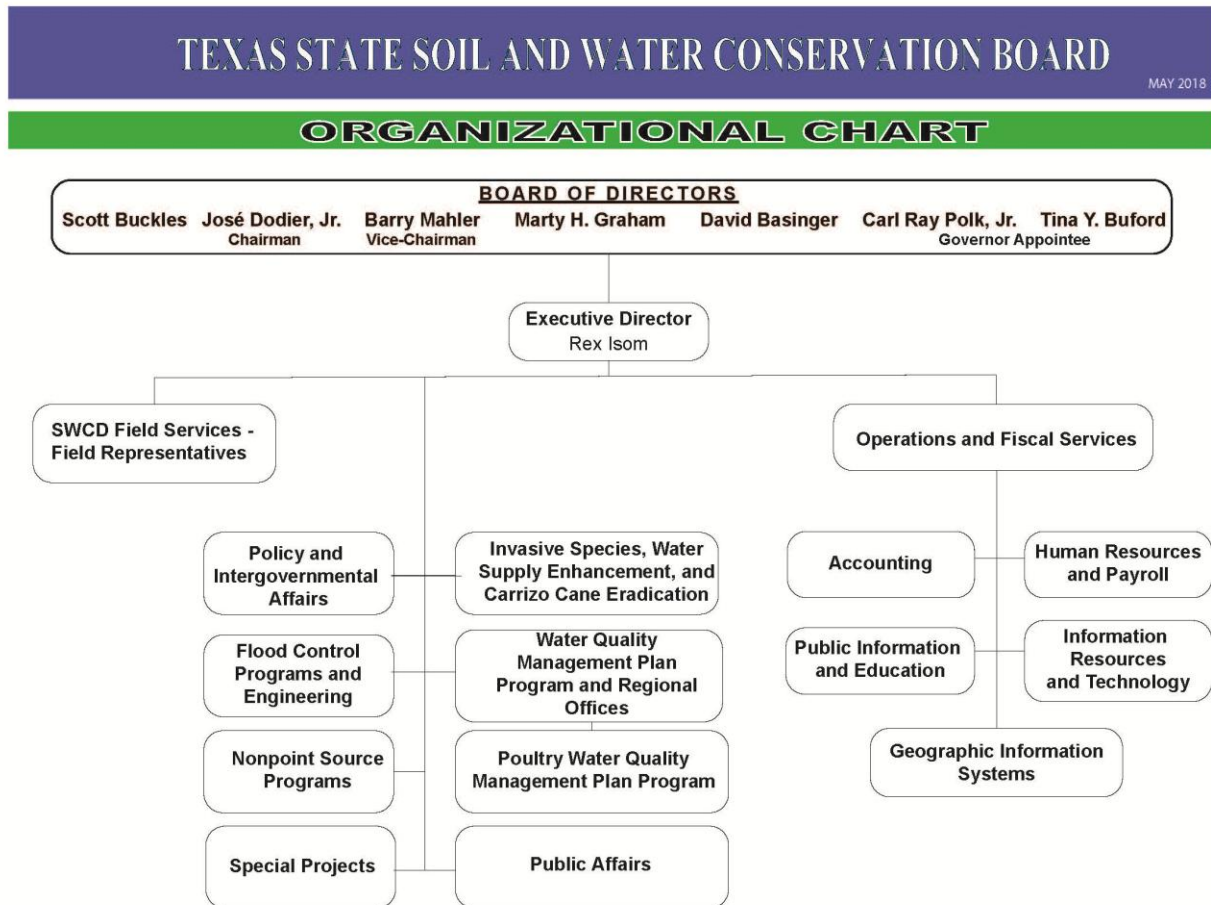 TEXAS STATE SOIL AND WATER CONSERVATION BOARD
MAY 2018
ORGANIZATIONAL CHART
BOARD OF DIRECTORS
Scott Buckles José Dodier, Jr. Barry Mahler Marty H. Graham David Basinger Carl Ray Polk, Jr. Tina Y. Buford
Chairman Vice-Chairman Governor Appointee
Executive Director
Rex Isom
SWCD Field Services -
Field Representatives
Operations and Fiscal Services
Policy and
Intergovernmental
Affairs
Invasive Species, Water
Supply Enhancement, and
Carrizo Cane Eradication
Accounting
Human Resources
and Payroll
Flood Control
Programs and
Engineering
Water Quality
Management Plan
Program and Regional
Offices
Public Information
and Education
Information
Resources
and Technology
Nonpoint Source
Programs
Poultry Water Quality
Management Plan Program
Geographic Information
Systems
Special Projects
Public Affairs